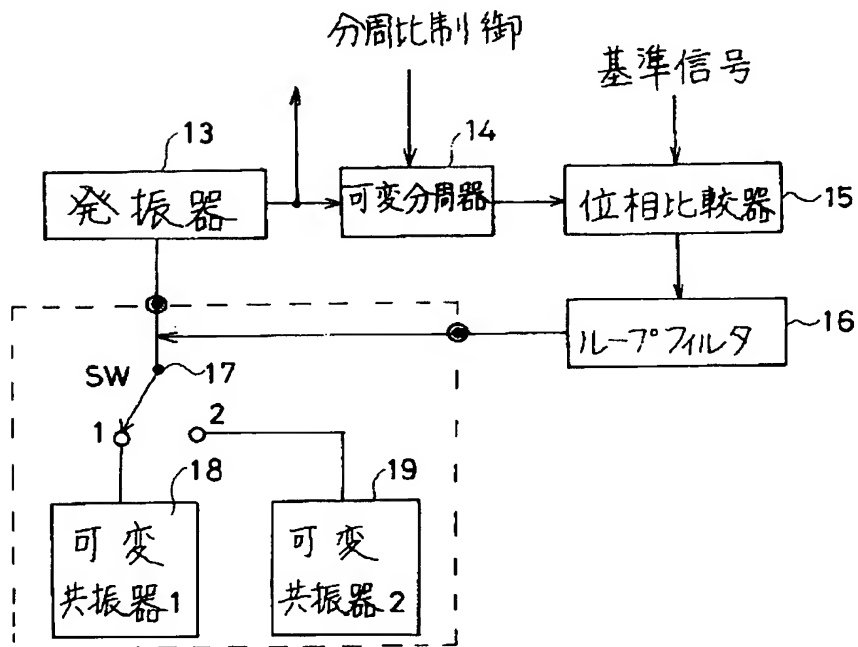 分周比制御
基準信号
13
14
発振器
可変分周器
位相比較器
15
ループフィルタ
16
SW
17
1
2
18
19
可変
共振器1
可変
共振器2